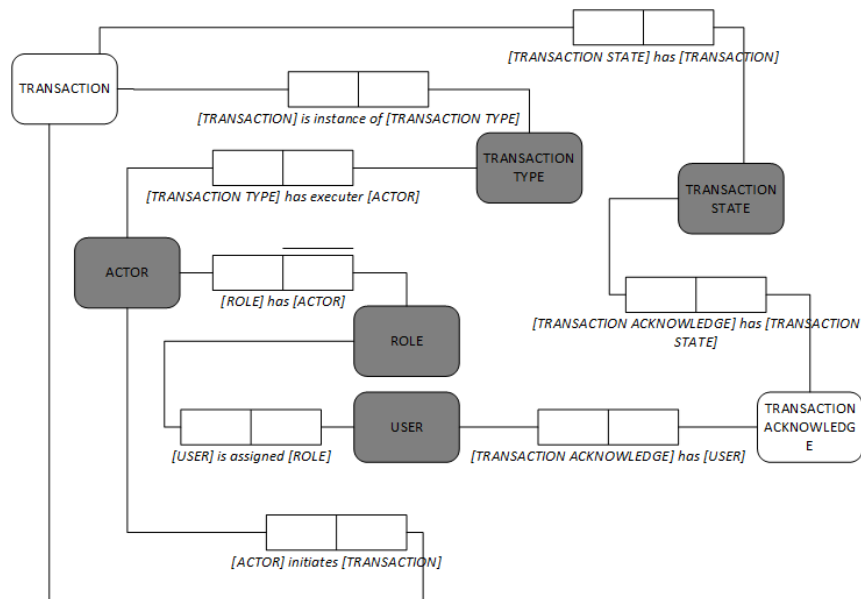 [TRANSACTION STATE] has [TRANSACTION]
TRANSACTION
[TRANSACTION] is instance of [TRANSACTION TYPE]
TRANSACTION
TYPE
[TRANSACTION TYPE] has executer [ACTOR]
TRANSACTION
STATE
ACTOR
[ROLE] has [ACTOR]
[TRANSACTION ACKNOWLEDGE] has [TRANSACTION
STATE]
ROLE
TRANSACTION
ACKNOWLEDG
E
USER
[USER] is assigned [ROLE]
[TRANSACTION ACKNOWLEDGE] has [USER]
[ACTOR] initiates [TRANSACTION]